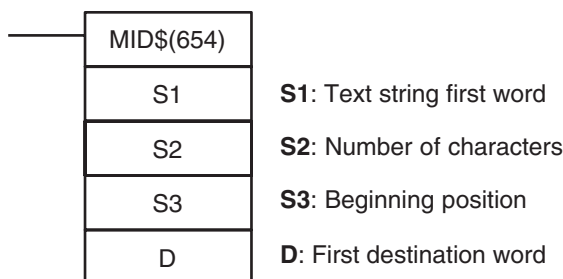 MID$(654)
S1 S1: Text string first word
S2 S2: Number of characters
S3 S3: Beginning position
D D: First destination word